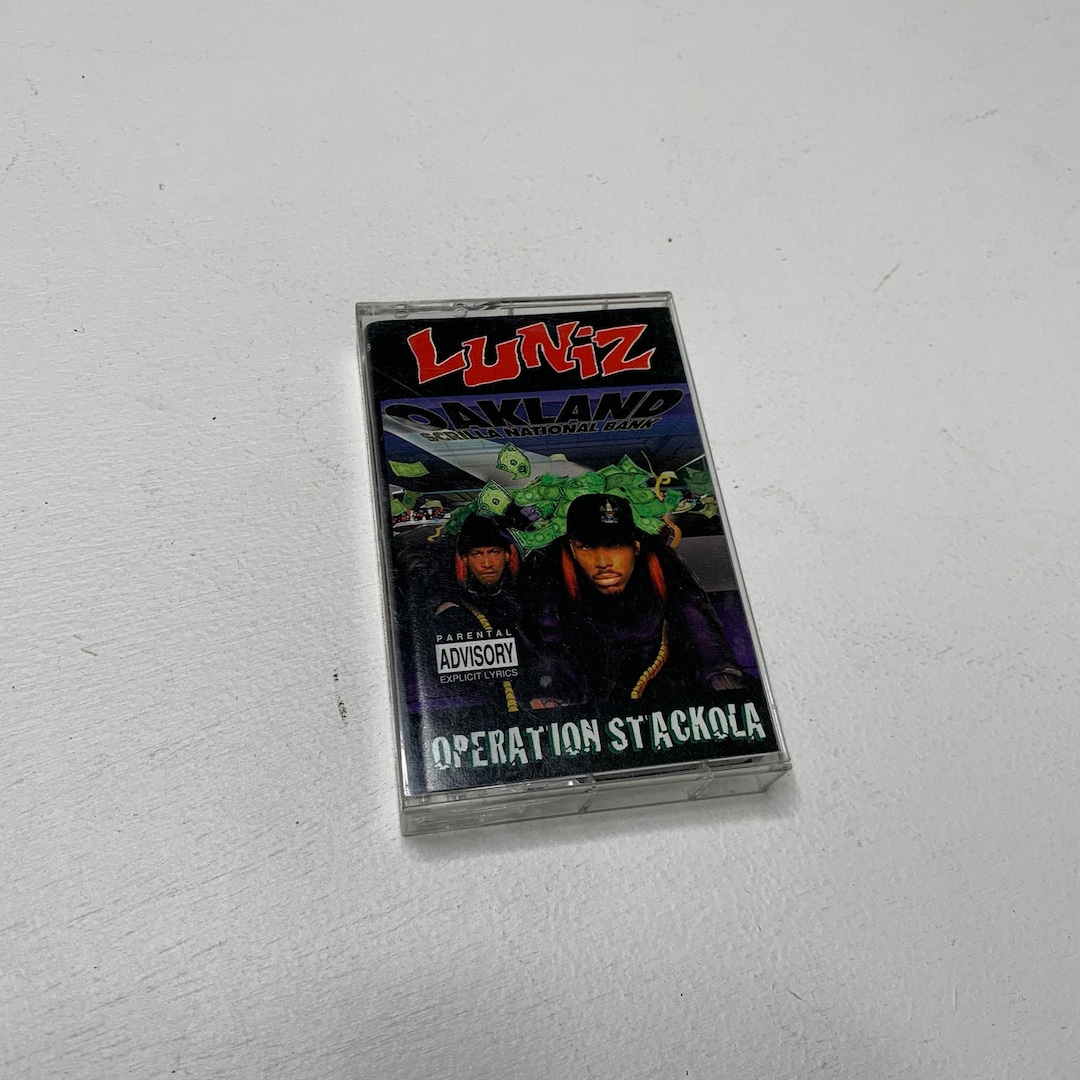 LUNiZ
OAKLAND
SCRILLA NATIONAL BANK
PARENTAL
ADVISORY
EXPLICIT LYRICS
OPERATION STACKOLA